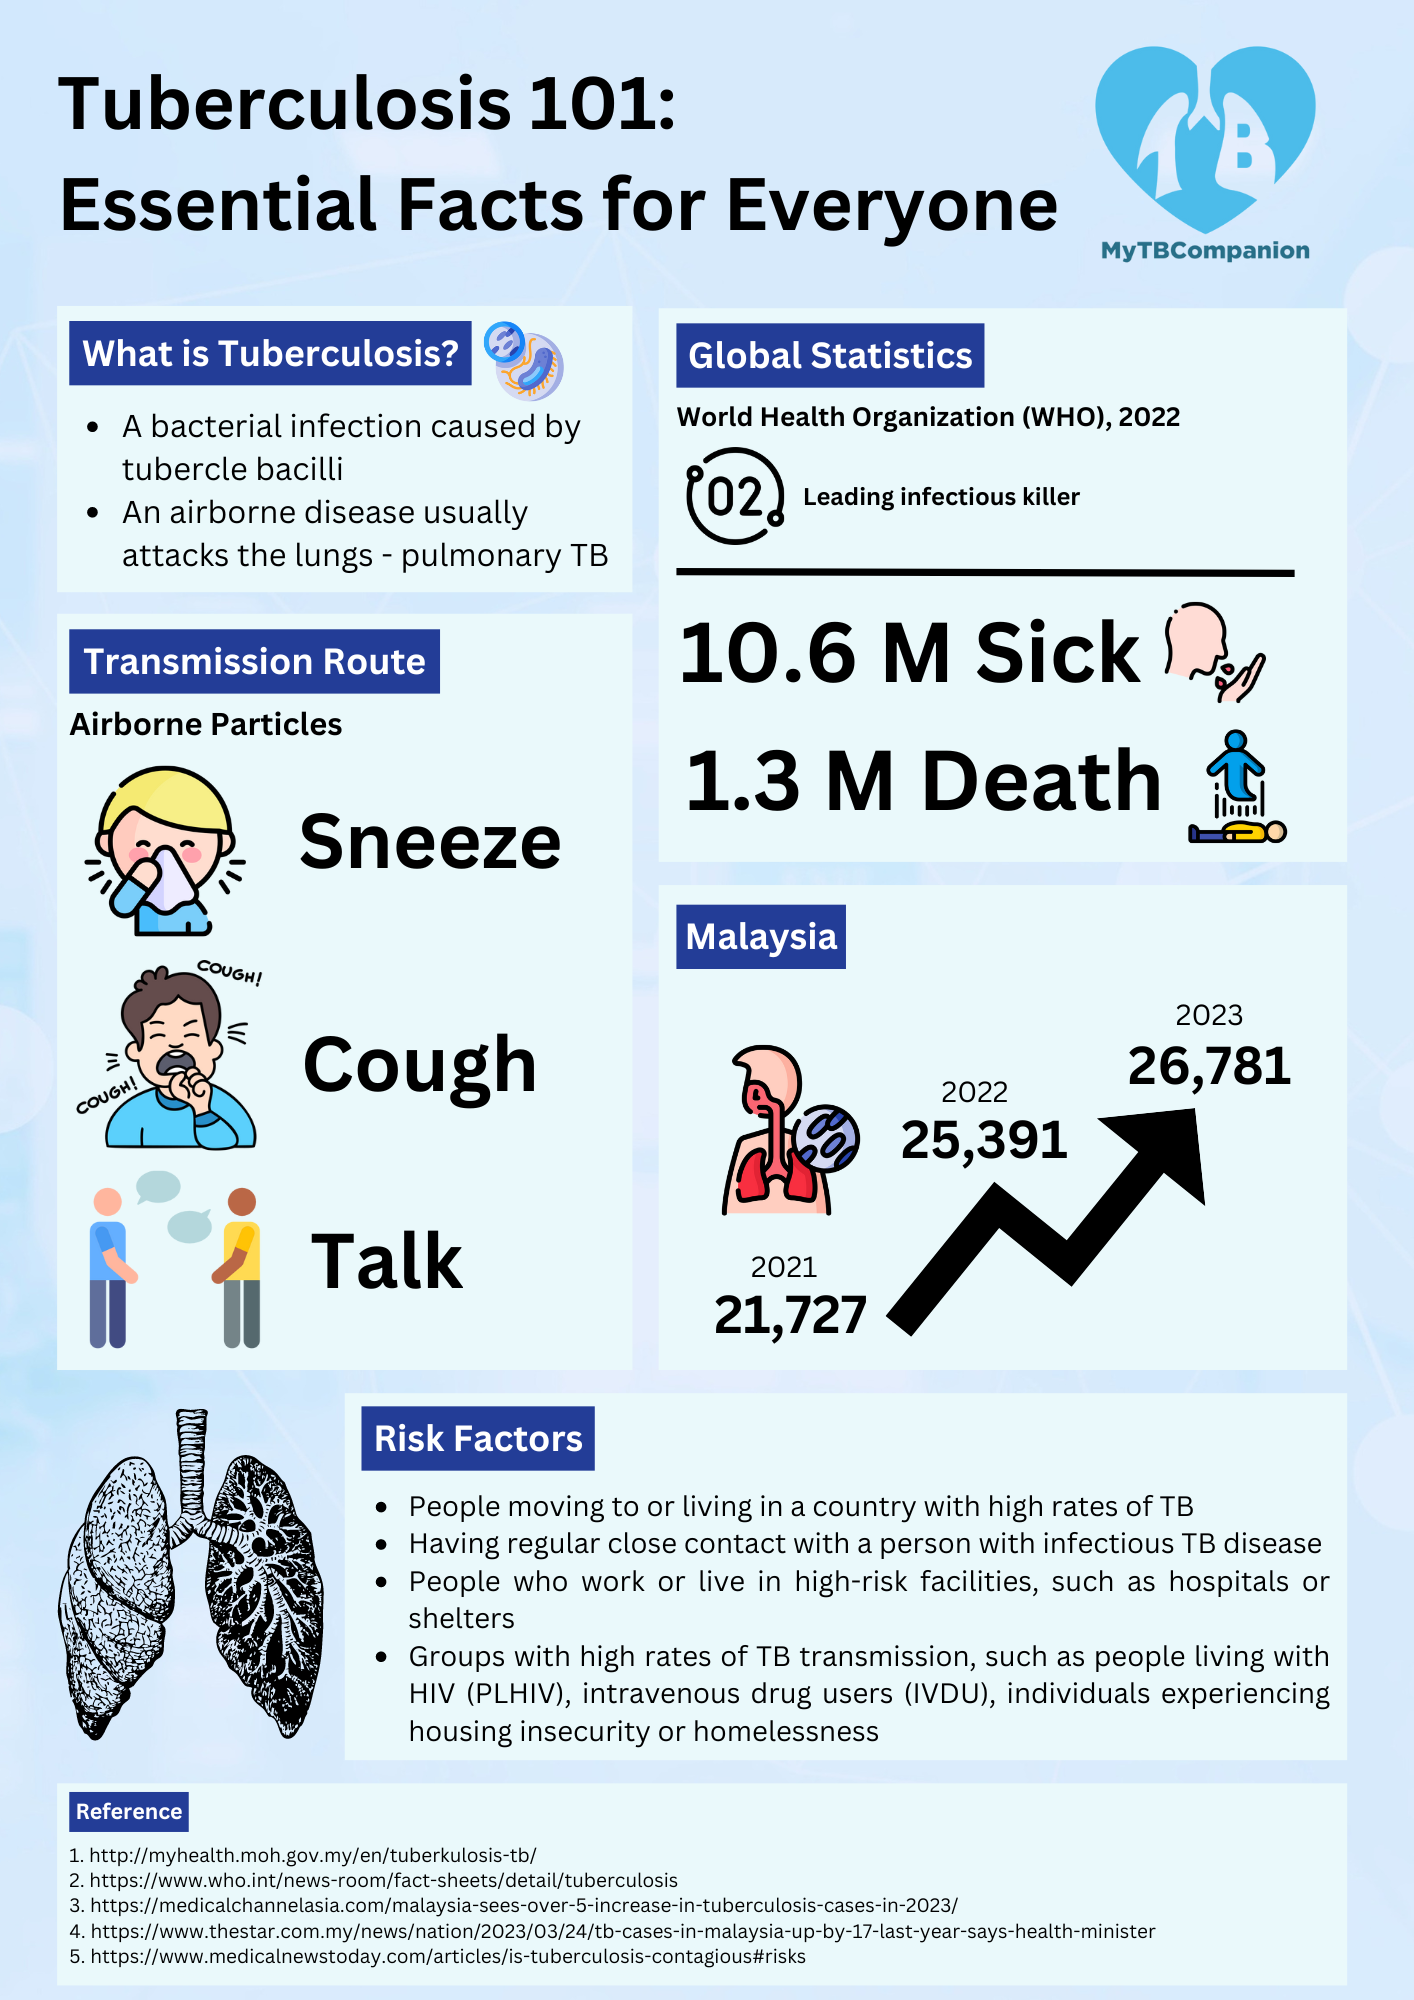 Tuberculosis 101:
Essential Facts for Everyone
TB
MyTBCompanion
What is Tuberculosis?
• A bacterial infection caused by
tubercle bacilli
• An airborne disease usually
attacks the lungs - pulmonary TB
Transmission Route
Airborne Particles
Sneeze
COUGH!
COUGH!
Cough
Talk
Global Statistics
World Health Organization (WHO), 2022
02
Leading infectious killer
10.6 M Sick
1.3 M Death
Malaysia
2023
26,781
2022
25,391
2021
21,727
Risk Factors
• People moving to or living in a country with high rates of TB
• Having regular close contact with a person with infectious TB disease
• People who work or live in high-risk facilities, such as hospitals or
shelters
• Groups with high rates of TB transmission, such as people living with
HIV (PLHIV), intravenous drug users (IVDU), individuals experiencing
housing insecurity or homelessness
Reference
1. http://myhealth.moh.gov.my/en/tuberkulosis-tb/
2. https://www.who.int/news-room/fact-sheets/detail/tuberculosis
3. https://medicalchannelasia.com/malaysia-sees-over-5-increase-in-tuberculosis-cases-in-2023/
4. https://www.thestar.com.my/news/nation/2023/03/24/tb-cases-in-malaysia-up-by-17-last-year-says-health-minister
5. https://www.medicalnewstoday.com/articles/is-tuberculosis-contagious#risks